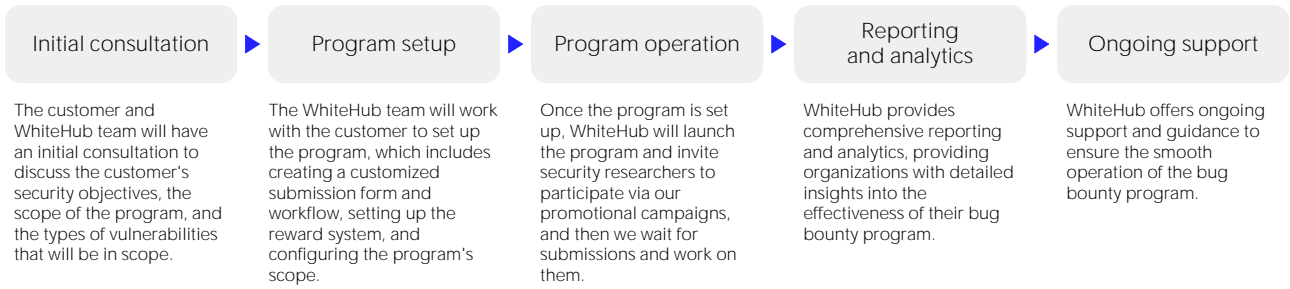 Initial consultation
The customer and
WhiteHub team will have
an initial consultation to
discuss the customer's
security objectives, the
scope of the program, and
the types of vulnerabilities
that will be in scope.
Program setup
The WhiteHub team will work
with the customer to set up
the program, which includes
creating a customized
submission form and
workflow, setting up the
reward system, and
configuring the program's
scope.
Program operation
Once the program is set
up, WhiteHub will launch
the program and invite
security researchers to
participate via our
promotional campaigns,
and then we wait for
submissions and work on
them.
Reporting
and analytics
WhiteHub provides
comprehensive reporting
and analytics, providing
organizations with detailed
insights into the
effectiveness of their bug
bounty program.
Ongoing support
WhiteHub offers ongoing
support and guidance to
ensure the smooth
operation of the bug
bounty program.